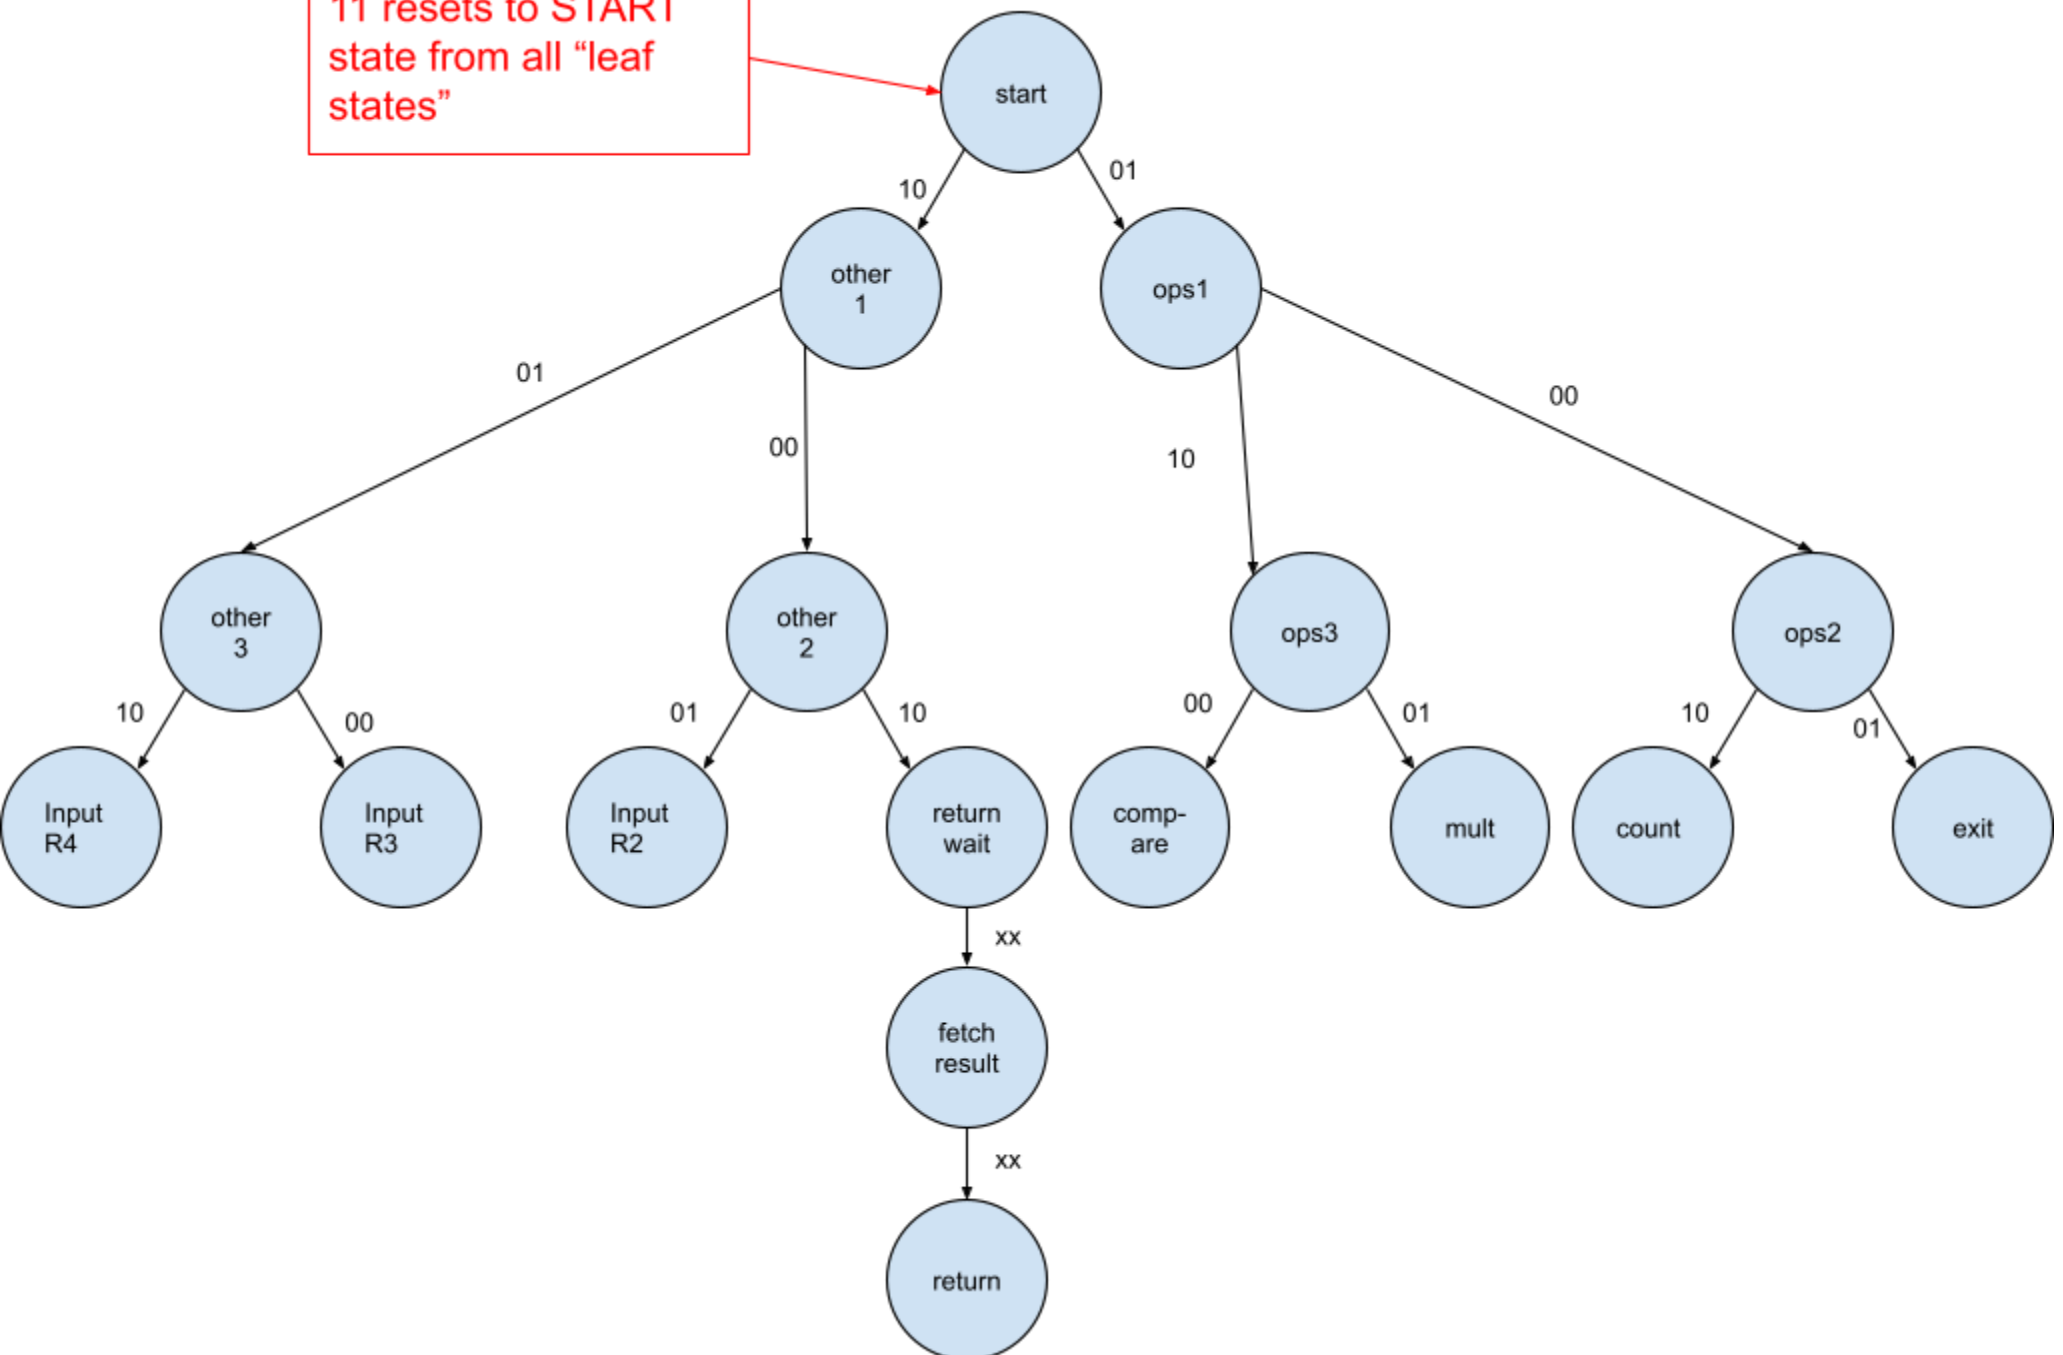 11 resets to START
state from all “leaf
states”
start
10
01
other
1
ops1
01
00
10
00
other
3
other
2
ops3
ops2
10
00
01
10
00
01
10
01
Input
R4
Input
R3
Input
R2
return
wait
comp-
are
mult
count
exit
xx
fetch
result
xx
return